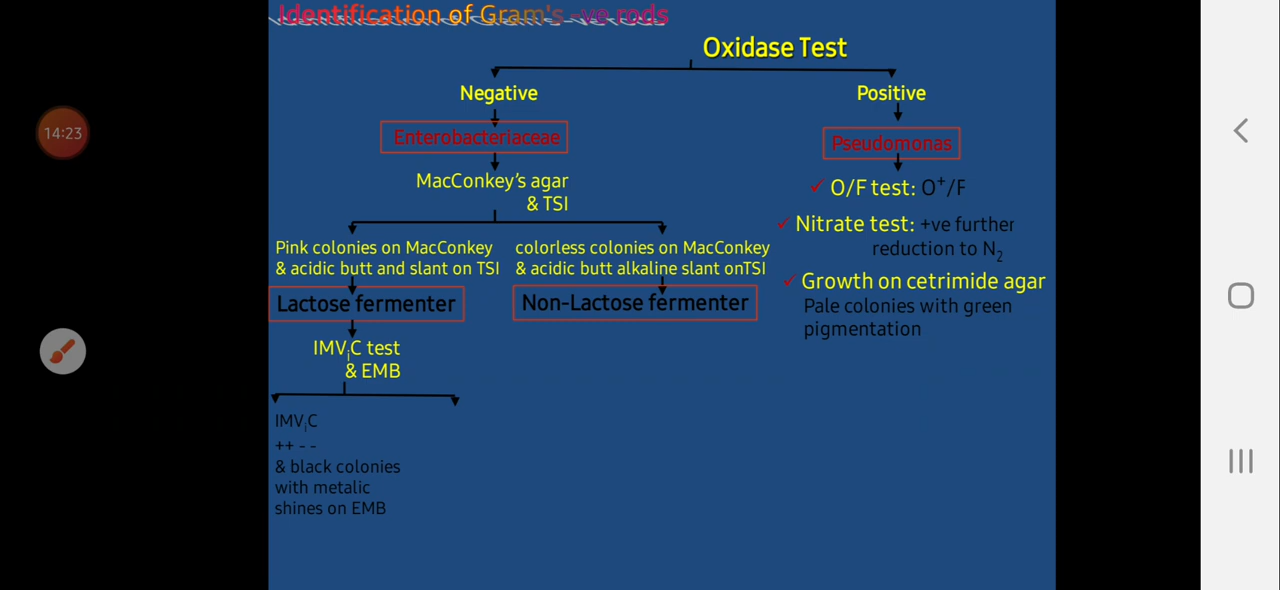 Identification of Gram's -ve rods
Oxidase Test
Negative
Positive
Enterobacteriaceae
Pseudomonas
MacConkey's agar
& TSI
✓ O/F test: O⁺/F
✓ Nitrate test: +ve further
reduction to N₂
Pink colonies on MacConkey
& acidic butt and slant on TSI
colorless colonies on MacConkey
& acidic butt alkaline slant onTSI
✓ Growth on cetrimide agar
Pale colonies with green
pigmentation
Lactose fermenter
Non-Lactose fermenter
IMViC test
& EMB
IMViC
++ - -
& black colonies
with metalic
shines on EMB
14:23